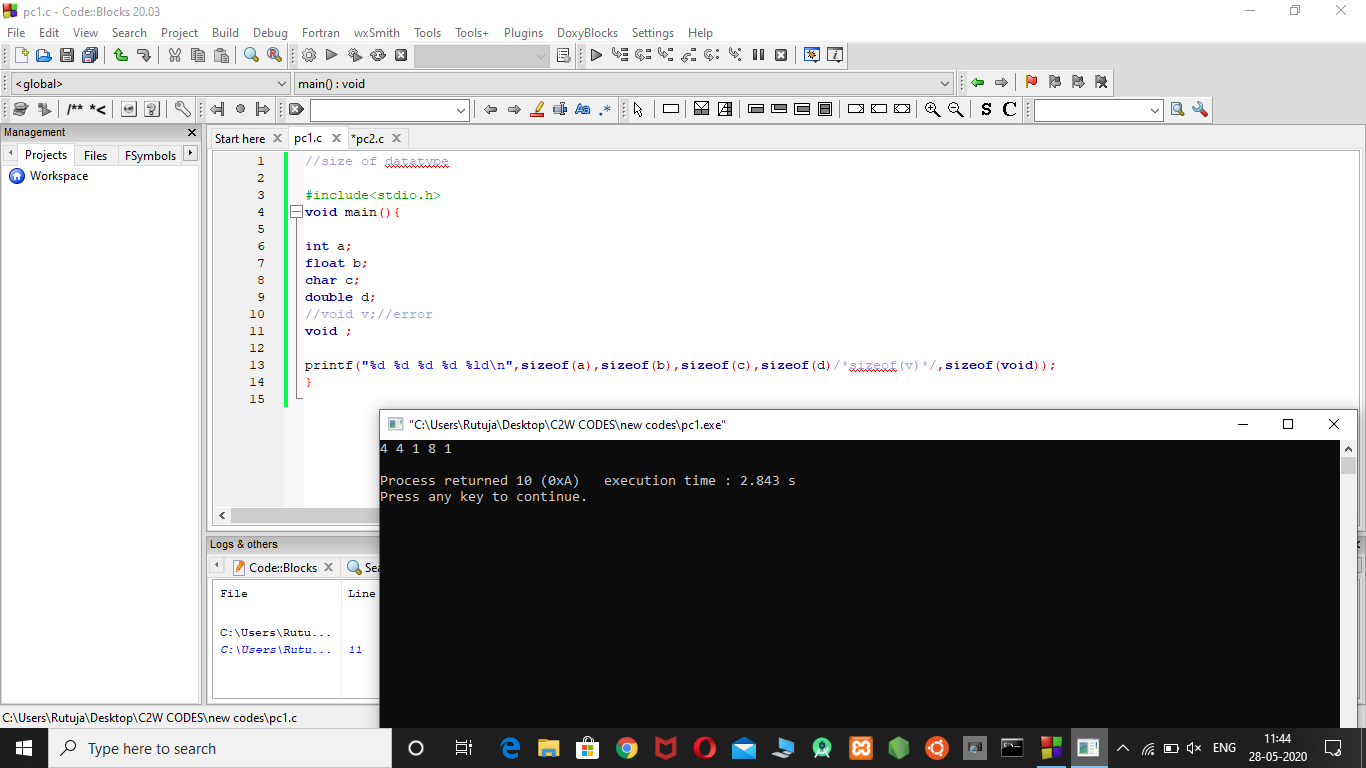 pc1.c - Code::Blocks 20.03
File Edit View Search Project Build Debug Fortran wxSmith Tools Tools+ Plugins DoxyBlocks Settings Help
<global> main() : void
/** *<
Aa .*
S C
Management
Projects Files FSymbols
Workspace
Start here pc1.c *pc2.c
1 //size of datatype
2
3 #include<stdio.h>
4 void main(){
5
6 int a;
7 float b;
8 char c;
9 double d;
10 //void v;//error
11 void ;
12
13 printf("%d %d %d %d %ld\n",sizeof(a),sizeof(b),sizeof(c),sizeof(d)/*sizeof(v)*/,sizeof(void));
14 }
15
"C:\Users\Rutuja\Desktop\C2W CODES\new codes\pc1.exe"
4 4 1 8 1
Process returned 10 (0xA) execution time : 2.843 s
Press any key to continue.
Logs & others
Code::Blocks Sea
File Line
C:\Users\Rutu...
C:\Users\Rutu... 11
C:\Users\Rutuja\Desktop\C2W CODES\new codes\pc1.c
Type here to search
ENG
11:44
28-05-2020